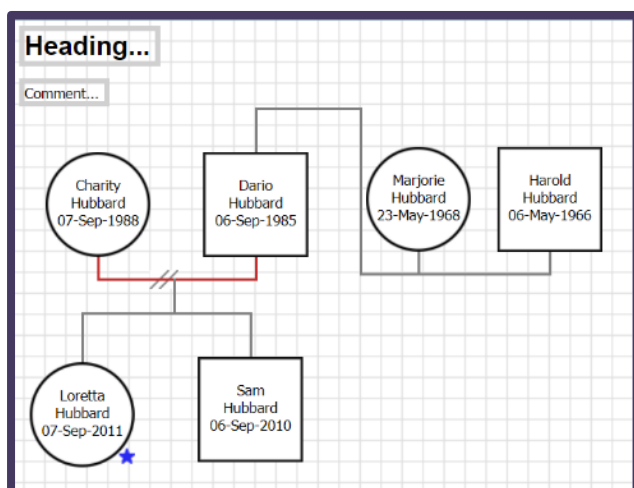 Heading...
Comment...
Charity
Hubbard
07-Sep-1988
Dario
Hubbard
06-Sep-1985
Marjorie
Hubbard
23-May-1968
Harold
Hubbard
06-May-1966
Loretta
Hubbard
07-Sep-2011
Sam
Hubbard
06-Sep-2010